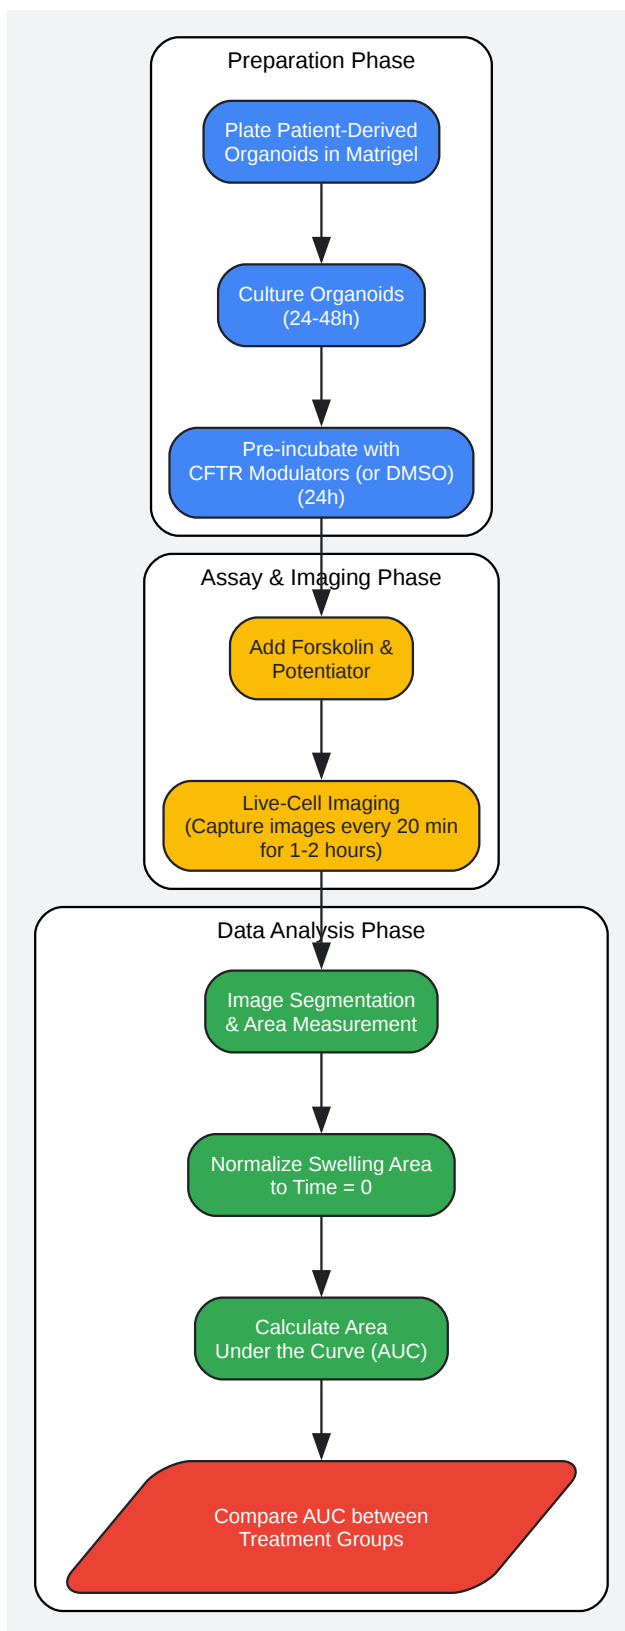 Preparation Phase
Plate Patient-Derived
Organoids in Matrigel
Culture Organoids
(24-48h)
Pre-incubate with
CFTR Modulators (or DMSO)
(24h)
Assay & Imaging Phase
Add Forskolin &
Potentiator
Live-Cell Imaging
(Capture images every 20 min
for 1-2 hours)
Data Analysis Phase
Image Segmentation
& Area Measurement
Normalize Swelling Area
to Time = 0
Calculate Area
Under the Curve (AUC)
Compare AUC between
Treatment Groups